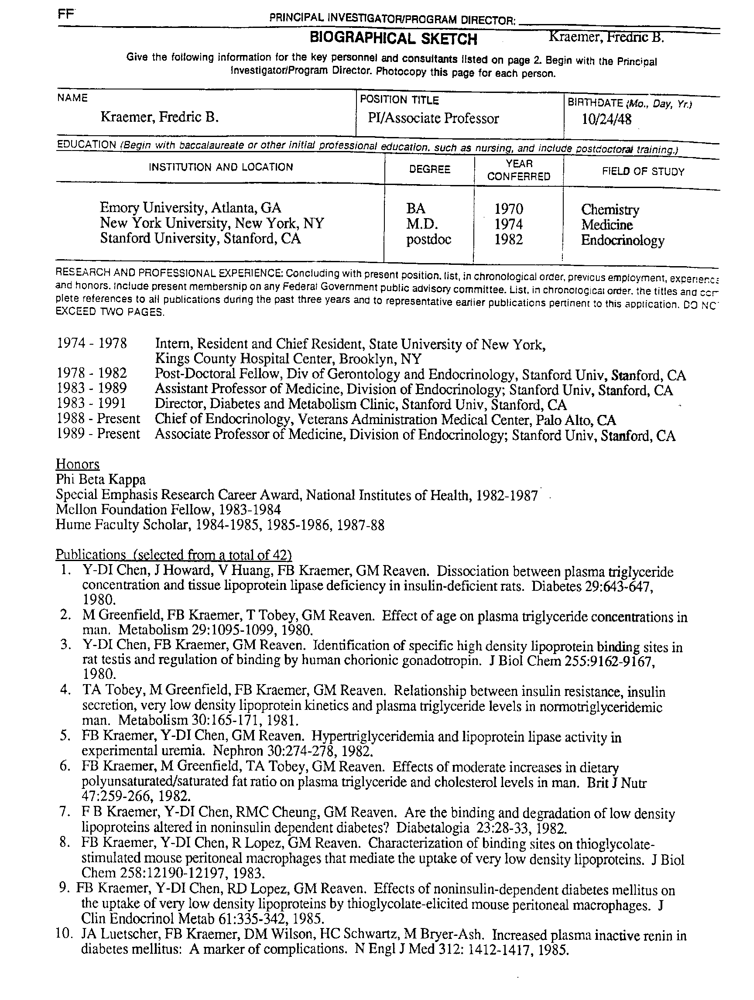 FF
PRINCIPAL INVESTIGATOR/PROGRAM DIRECTOR:
BIOGRAPHICAL SKETCH Kraemer, Fredric B.
Give the following information for the key personnel and consultants listed on page 2. Begin with the Principal
Investigator/Program Director. Photocopy this page for each person.
NAME POSITION TITLE BIRTHDATE (Mo., Day, Yr.)
Kraemer, Fredric B. PI/Associate Professor 10/24/48
EDUCATION (Begin with baccalaureate or other initial professional education, such as nursing, and include postdoctoral training.)
INSTITUTION AND LOCATION DEGREE YEAR CONFERRED FIELD OF STUDY
Emory University, Atlanta, GA BA 1970 Chemistry
New York University, New York, NY M.D. 1974 Medicine
Stanford University, Stanford, CA postdoc 1982 Endocrinology
RESEARCH AND PROFESSIONAL EXPERIENCE: Concluding with present position, list, in chronological order, previous employment, experience
and honors. Include present membership on any Federal Government public advisory committee. List, in chronological order, the titles and com-
plete references to all publications during the past three years and to representative earlier publications pertinent to this application. DO NOT
EXCEED TWO PAGES.
1974 - 1978 Intern, Resident and Chief Resident, State University of New York,
Kings County Hospital Center, Brooklyn, NY
1978 - 1982 Post-Doctoral Fellow, Div of Gerontology and Endocrinology, Stanford Univ, Stanford, CA
1983 - 1989 Assistant Professor of Medicine, Division of Endocrinology; Stanford Univ, Stanford, CA
1983 - 1991 Director, Diabetes and Metabolism Clinic, Stanford Univ, Stanford, CA
1988 - Present Chief of Endocrinology, Veterans Administration Medical Center, Palo Alto, CA
1989 - Present Associate Professor of Medicine, Division of Endocrinology; Stanford Univ, Stanford, CA
Honors
Phi Beta Kappa
Special Emphasis Research Career Award, National Institutes of Health, 1982-1987
Mellon Foundation Fellow, 1983-1984
Hume Faculty Scholar, 1984-1985, 1985-1986, 1987-88
Publications (selected from a total of 42)
1. Y-DI Chen, J Howard, V Huang, FB Kraemer, GM Reaven. Dissociation between plasma triglyceride
concentration and tissue lipoprotein lipase deficiency in insulin-deficient rats. Diabetes 29:643-647,
1980.
2. M Greenfield, FB Kraemer, T Tobey, GM Reaven. Effect of age on plasma triglyceride concentrations in
man. Metabolism 29:1095-1099, 1980.
3. Y-DI Chen, FB Kraemer, GM Reaven. Identification of specific high density lipoprotein binding sites in
rat testis and regulation of binding by human chorionic gonadotropin. J Biol Chem 255:9162-9167,
1980.
4. TA Tobey, M Greenfield, FB Kraemer, GM Reaven. Relationship between insulin resistance, insulin
secretion, very low density lipoprotein kinetics and plasma triglyceride levels in normotriglyceridemic
man. Metabolism 30:165-171, 1981.
5. FB Kraemer, Y-DI Chen, GM Reaven. Hypertriglyceridemia and lipoprotein lipase activity in
experimental uremia. Nephron 30:274-278, 1982.
6. FB Kraemer, M Greenfield, TA Tobey, GM Reaven. Effects of moderate increases in dietary
polyunsaturated/saturated fat ratio on plasma triglyceride and cholesterol levels in man. Brit J Nutr
47:259-266, 1982.
7. F B Kraemer, Y-DI Chen, RMC Cheung, GM Reaven. Are the binding and degradation of low density
lipoproteins altered in noninsulin dependent diabetes? Diabetalogia 23:28-33, 1982.
8. FB Kraemer, Y-DI Chen, R Lopez, GM Reaven. Characterization of binding sites on thioglycolate-
stimulated mouse peritoneal macrophages that mediate the uptake of very low density lipoproteins. J Biol
Chem 258:12190-12197, 1983.
9. FB Kraemer, Y-DI Chen, RD Lopez, GM Reaven. Effects of noninsulin-dependent diabetes mellitus on
the uptake of very low density lipoproteins by thioglycolate-elicited mouse peritoneal macrophages. J
Clin Endocrinol Metab 61:335-342, 1985.
10. JA Luetscher, FB Kraemer, DM Wilson, HC Schwartz, M Bryer-Ash. Increased plasma inactive renin in
diabetes mellitus: A marker of complications. N Engl J Med 312: 1412-1417, 1985.